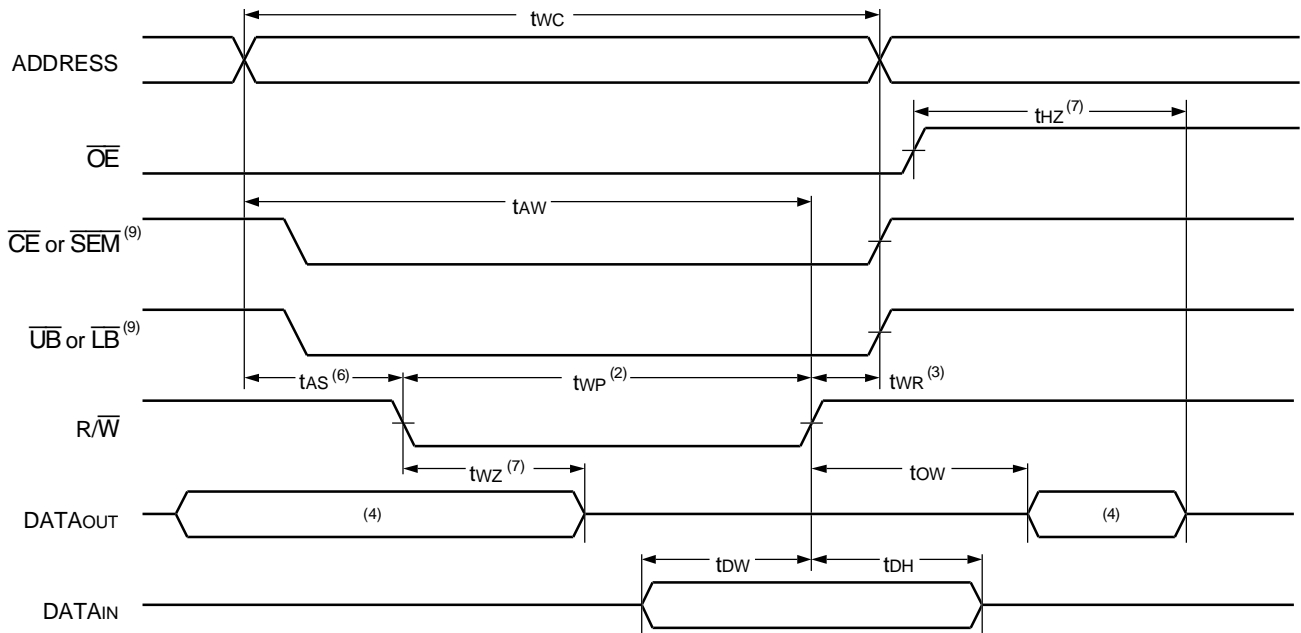 tWC
ADDRESS
tHZ (7)
OE
tAW
CE or SEM (9)
UB or LB (9)
tAS (6) tWP (2) tWR (3)
R/W
tWZ (7) tOW
DATAOUT (4) (4)
tDW tDH
DATAIN